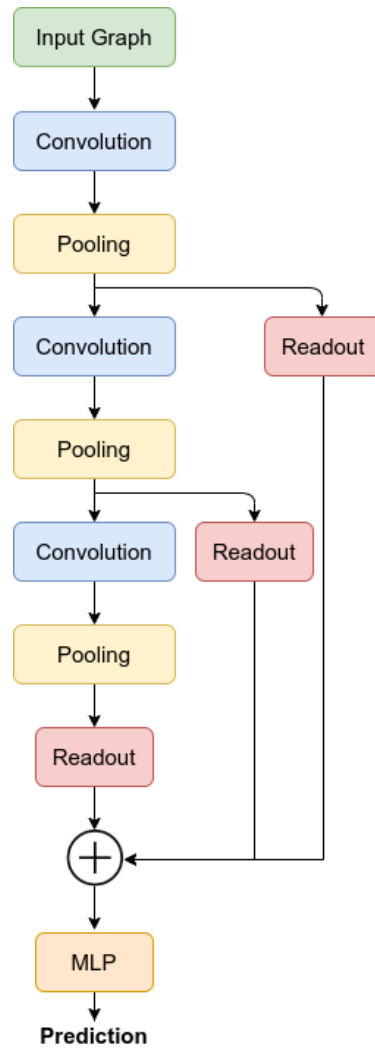 Input Graph
Convolution
Pooling
Convolution
Readout
Pooling
Convolution
Readout
Pooling
Readout
MLP
Prediction